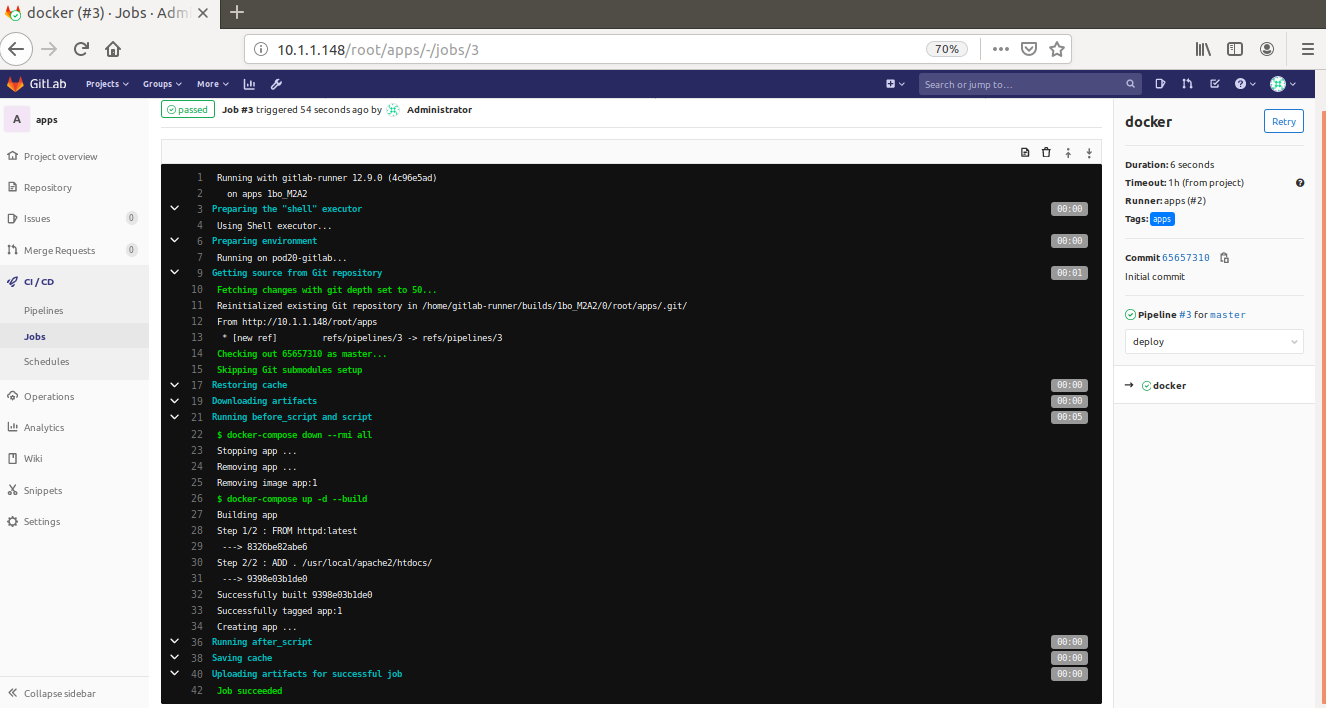 docker (#3) · Jobs · Admi
10.1.1.148/root/apps/-/jobs/3
70%
GitLab
Projects
Groups
More
Search or jump to...
A
apps
Project overview
Repository
Issues
0
Merge Requests
0
CI / CD
Pipelines
Jobs
Schedules
Operations
Analytics
Wiki
Snippets
Settings
Collapse sidebar
passed Job #3 triggered 54 seconds ago by Administrator
1 Running with gitlab-runner 12.9.0 (4c96e5ad)
2 on apps 1bo_M2A2
3 Preparing the "shell" executor 00:00
4 Using Shell executor...
6 Preparing environment 00:00
7 Running on pod20-gitlab...
9 Getting source from Git repository 00:01
10 Fetching changes with git depth set to 50...
11 Reinitialized existing Git repository in /home/gitlab-runner/builds/1bo_M2A2/0/root/apps/.git/
12 From http://10.1.1.148/root/apps
13 * [new ref] refs/pipelines/3 -> refs/pipelines/3
14 Checking out 65657310 as master...
15 Skipping Git submodules setup
17 Restoring cache 00:00
19 Downloading artifacts 00:00
21 Running before_script and script 00:05
22 $ docker-compose down --rmi all
23 Stopping app ...
24 Removing app ...
25 Removing image app:1
26 $ docker-compose up -d --build
27 Building app
28 Step 1/2 : FROM httpd:latest
29 ---> 8326be82abe6
30 Step 2/2 : ADD . /usr/local/apache2/htdocs/
31 ---> 9398e03b1de0
32 Successfully built 9398e03b1de0
33 Successfully tagged app:1
34 Creating app ...
36 Running after_script 00:00
38 Saving cache 00:00
40 Uploading artifacts for successful job 00:00
42 Job succeeded
docker
Retry
Duration: 6 seconds
Timeout: 1h (from project)
Runner: apps (#2)
Tags: apps
Commit 65657310
Initial commit
Pipeline #3 for master
deploy
docker